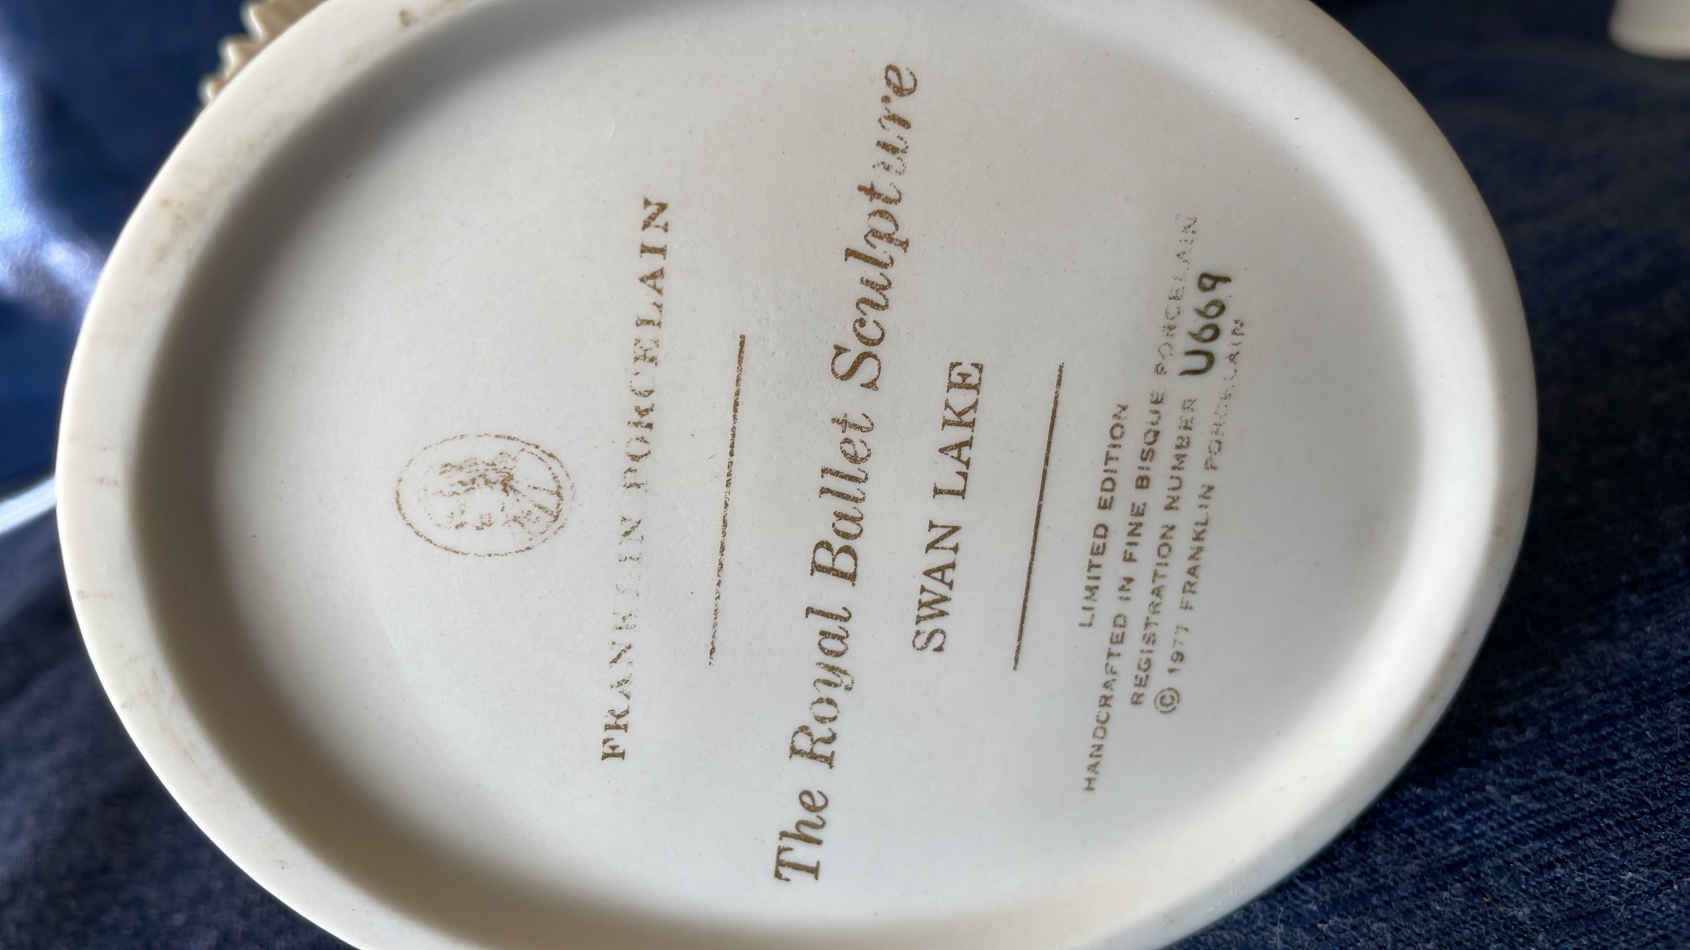 FRANKLIN PORCELAIN
The Royal Ballet Sculpture
SWAN LAKE
LIMITED EDITION
HANDCRAFTED IN FINE BISQUE PORCELAIN
REGISTRATION NUMBER U669
© 1977 FRANKLIN PORCELAIN